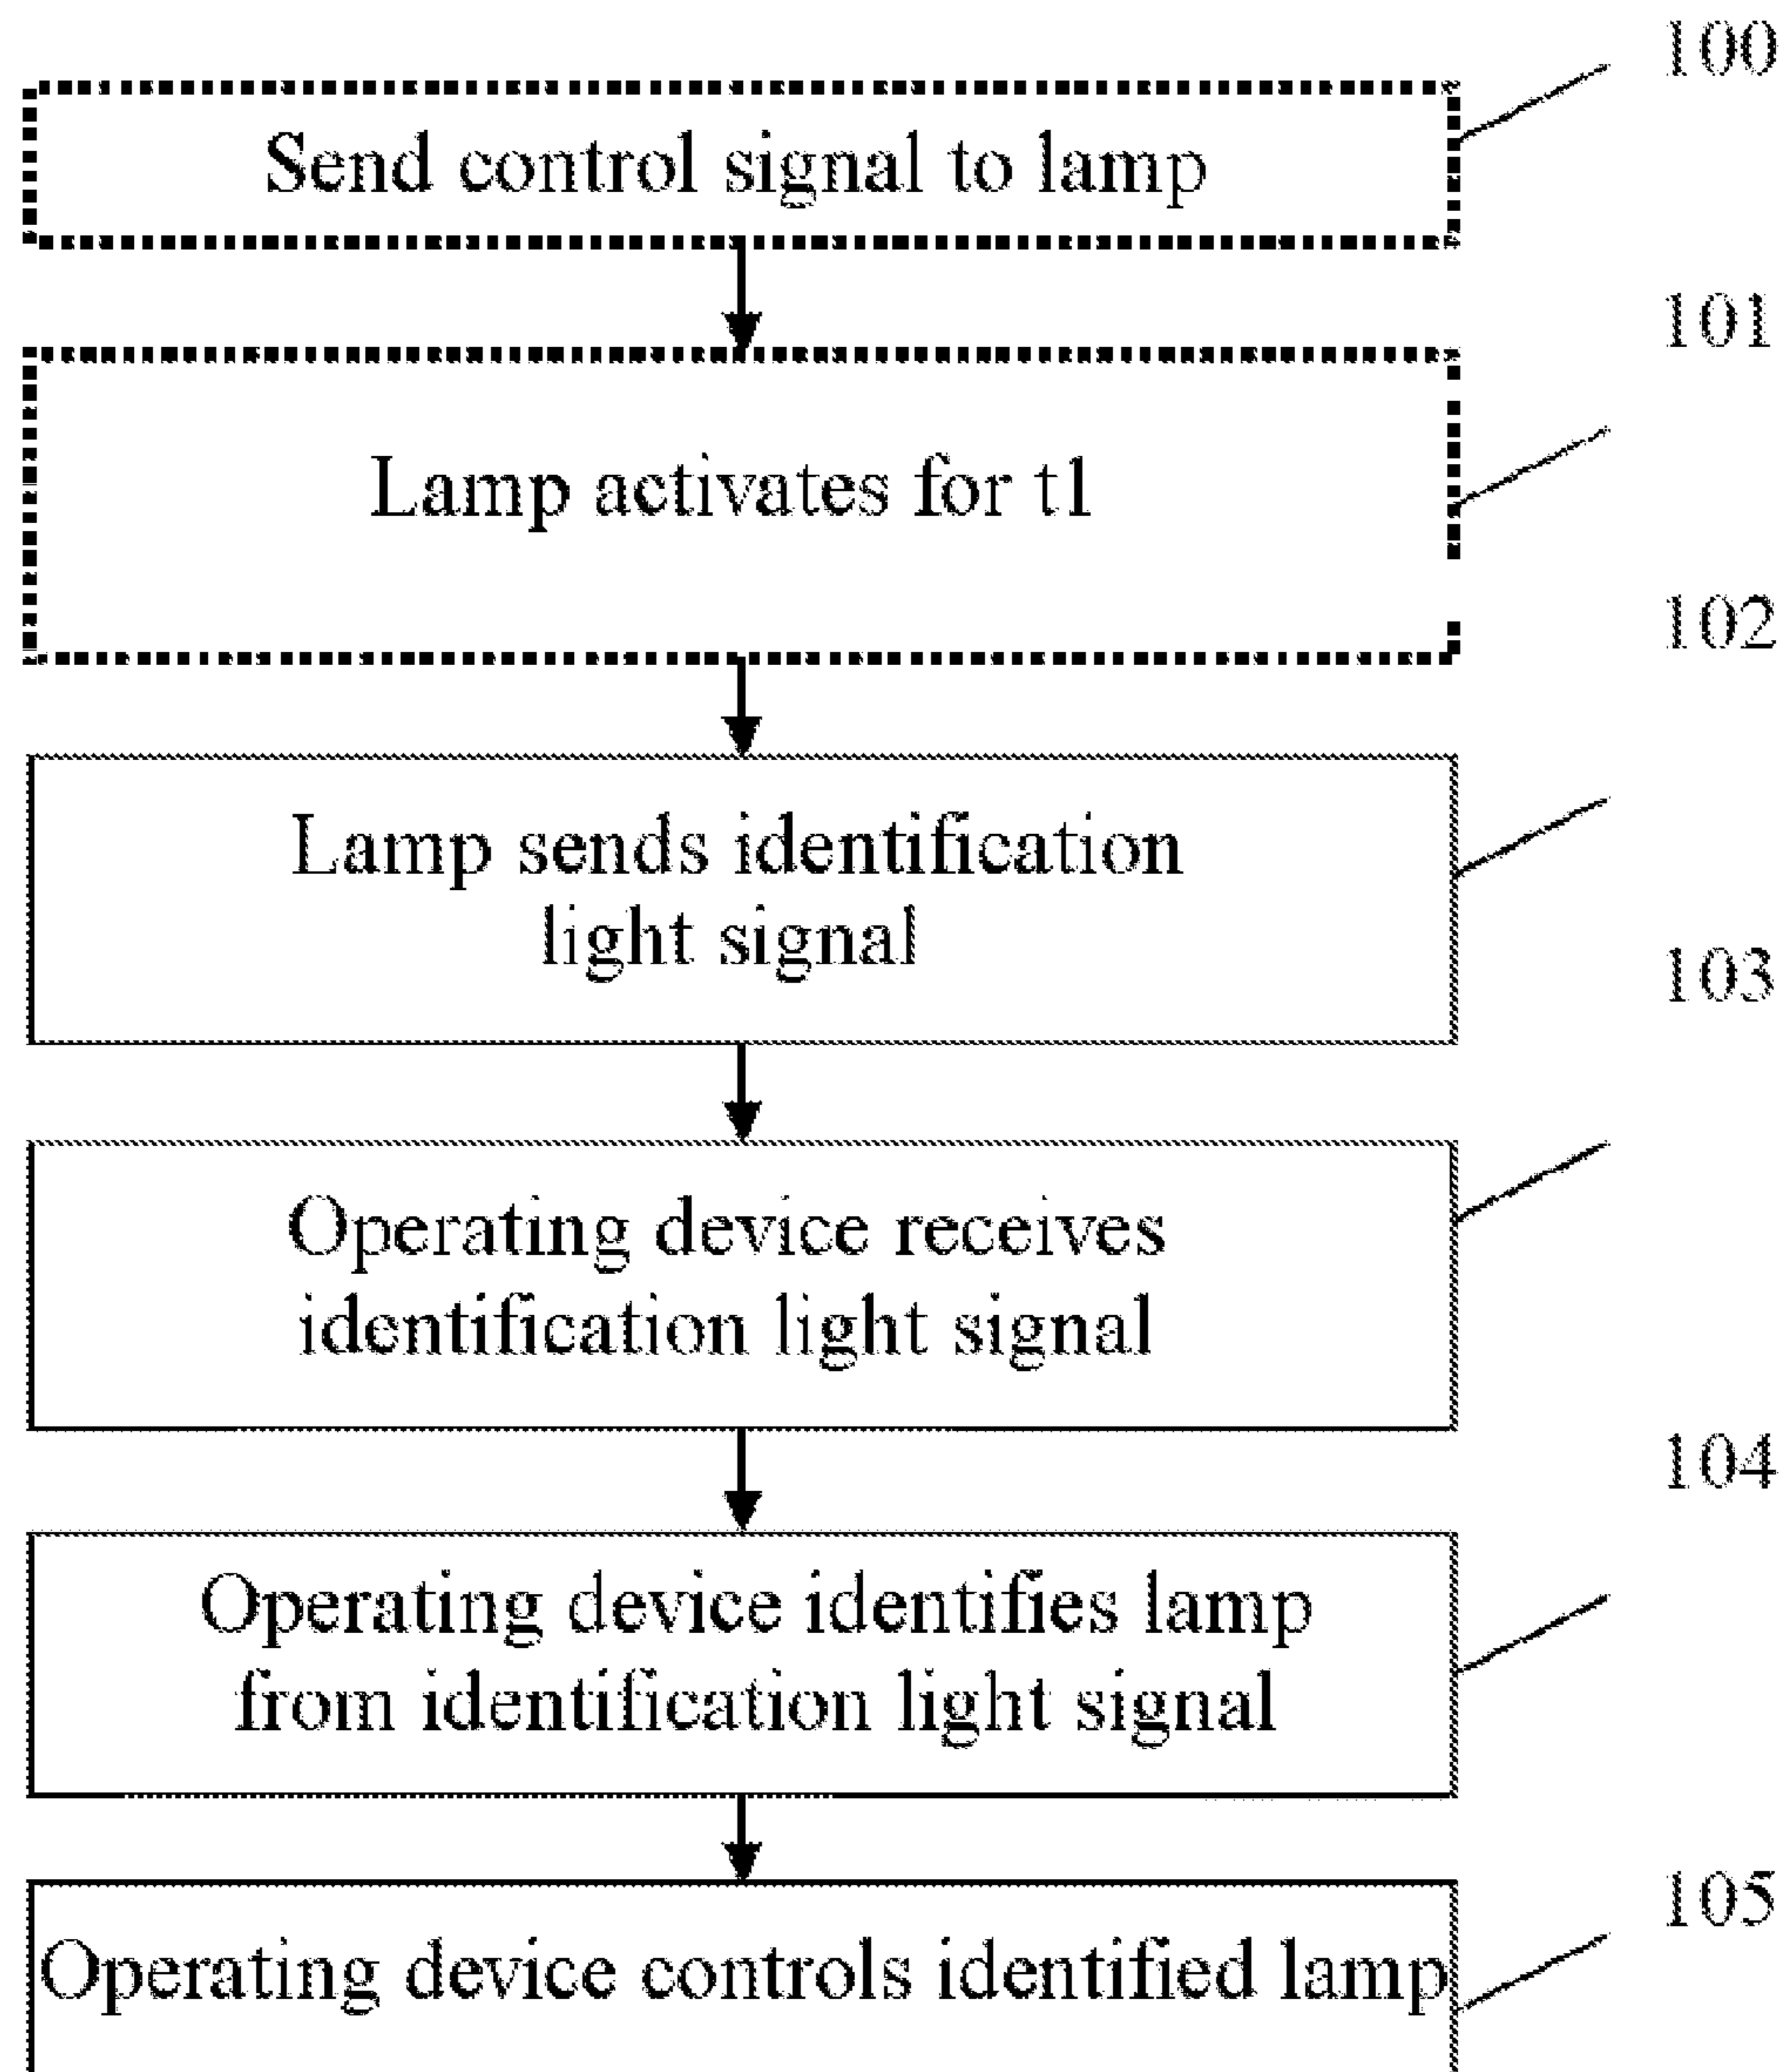 100
Send control signal to lamp
101
Lamp activates for t1
102
Lamp sends identification
light signal
103
Operating device receives
identification light signal
104
Operating device identifies lamp
from identification light signal
105
Operating device controls identified lamp